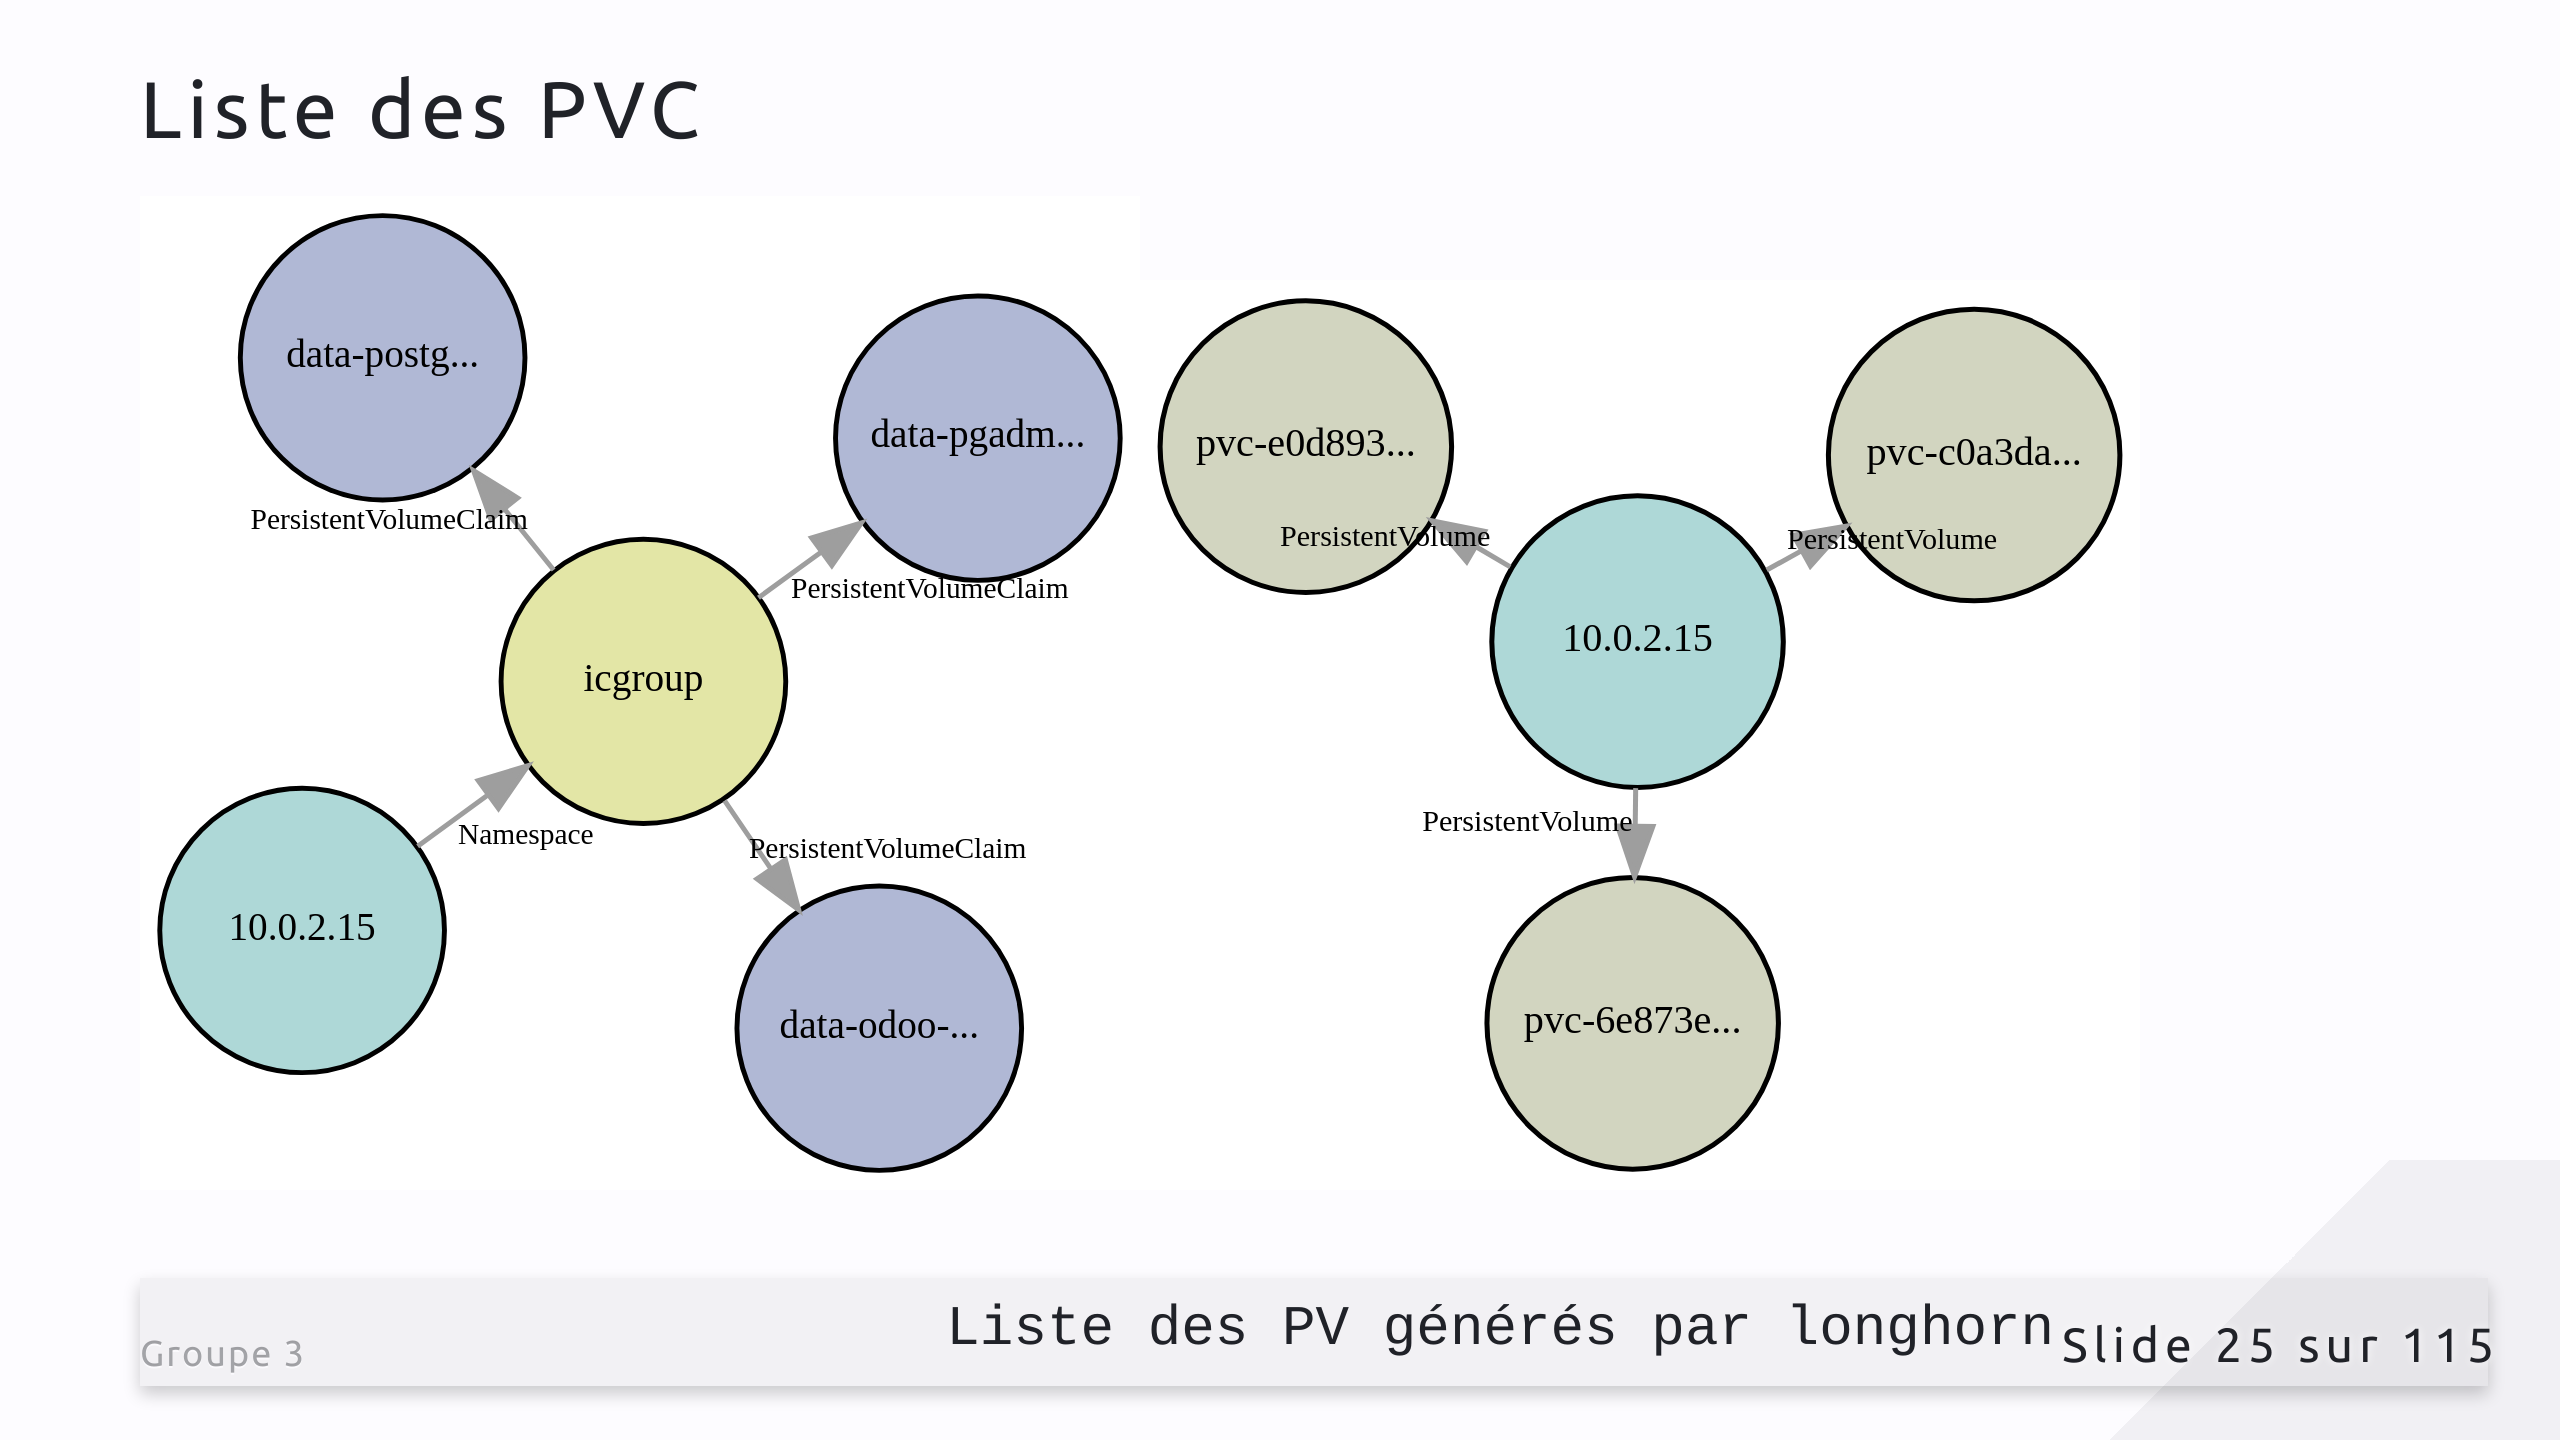 Liste des PVC
data-postg...
data-pgadm...
PersistentVolumeClaim
PersistentVolumeClaim
icgroup
Namespace
PersistentVolumeClaim
10.0.2.15
data-odoo-...
pvc-e0d893...
pvc-c0a3da...
PersistentVolume
PersistentVolume
10.0.2.15
PersistentVolume
pvc-6e873e...
Liste des PV générés par longhorn
Groupe 3
Slide 25 sur 115